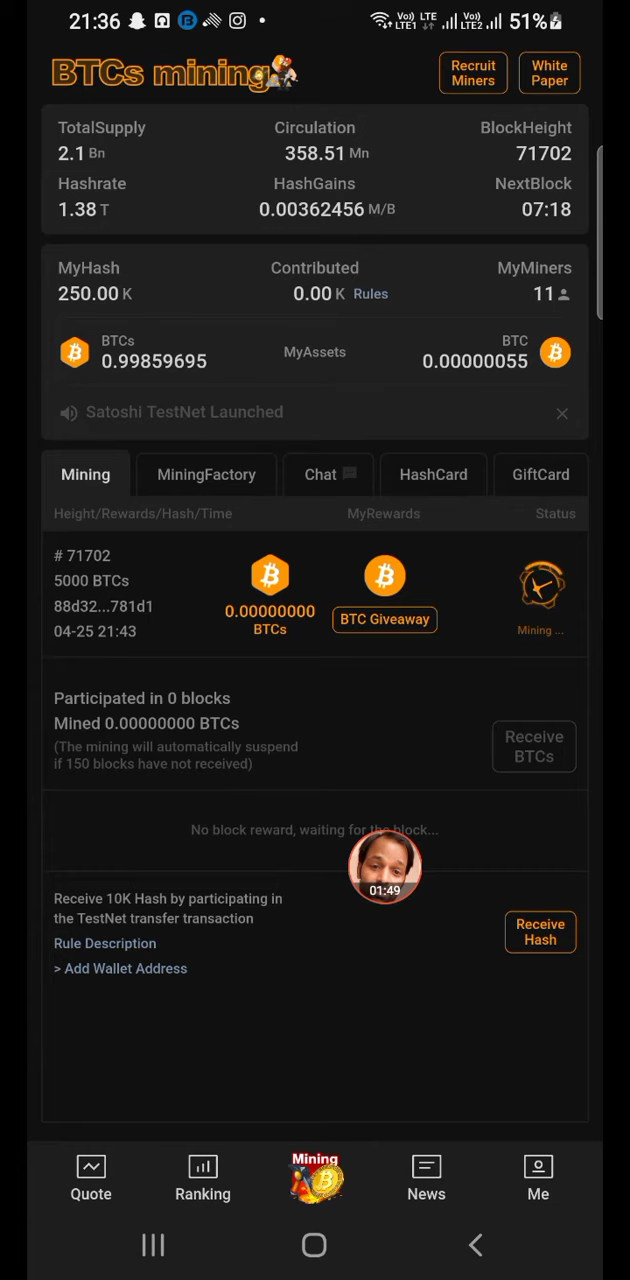 21:36 Vo) LTE LTE1 Vo) LTE2 51%
BTCs mining
Recruit Miners
White Paper
TotalSupply Circulation BlockHeight
2.1 Bn 358.51 Mn 71702
Hashrate HashGains NextBlock
1.38 T 0.00362456 M/B 07:18
MyHash Contributed MyMiners
250.00 K 0.00 K Rules 11
BTCs
0.99859695
MyAssets
BTC
0.00000055
Satoshi TestNet Launched
Mining MiningFactory Chat HashCard GiftCard
Height/Rewards/Hash/Time MyRewards Status
# 71702
5000 BTCs
88d32...781d1
04-25 21:43
0.00000000
BTCs
BTC Giveaway
Mining ...
Participated in 0 blocks
Mined 0.00000000 BTCs
(The mining will automatically suspend
if 150 blocks have not received)
Receive
BTCs
No block reward, waiting for the block...
01:49
Receive 10K Hash by participating in
the TestNet transfer transaction
Rule Description
> Add Wallet Address
Receive
Hash
Mining
Quote Ranking News Me